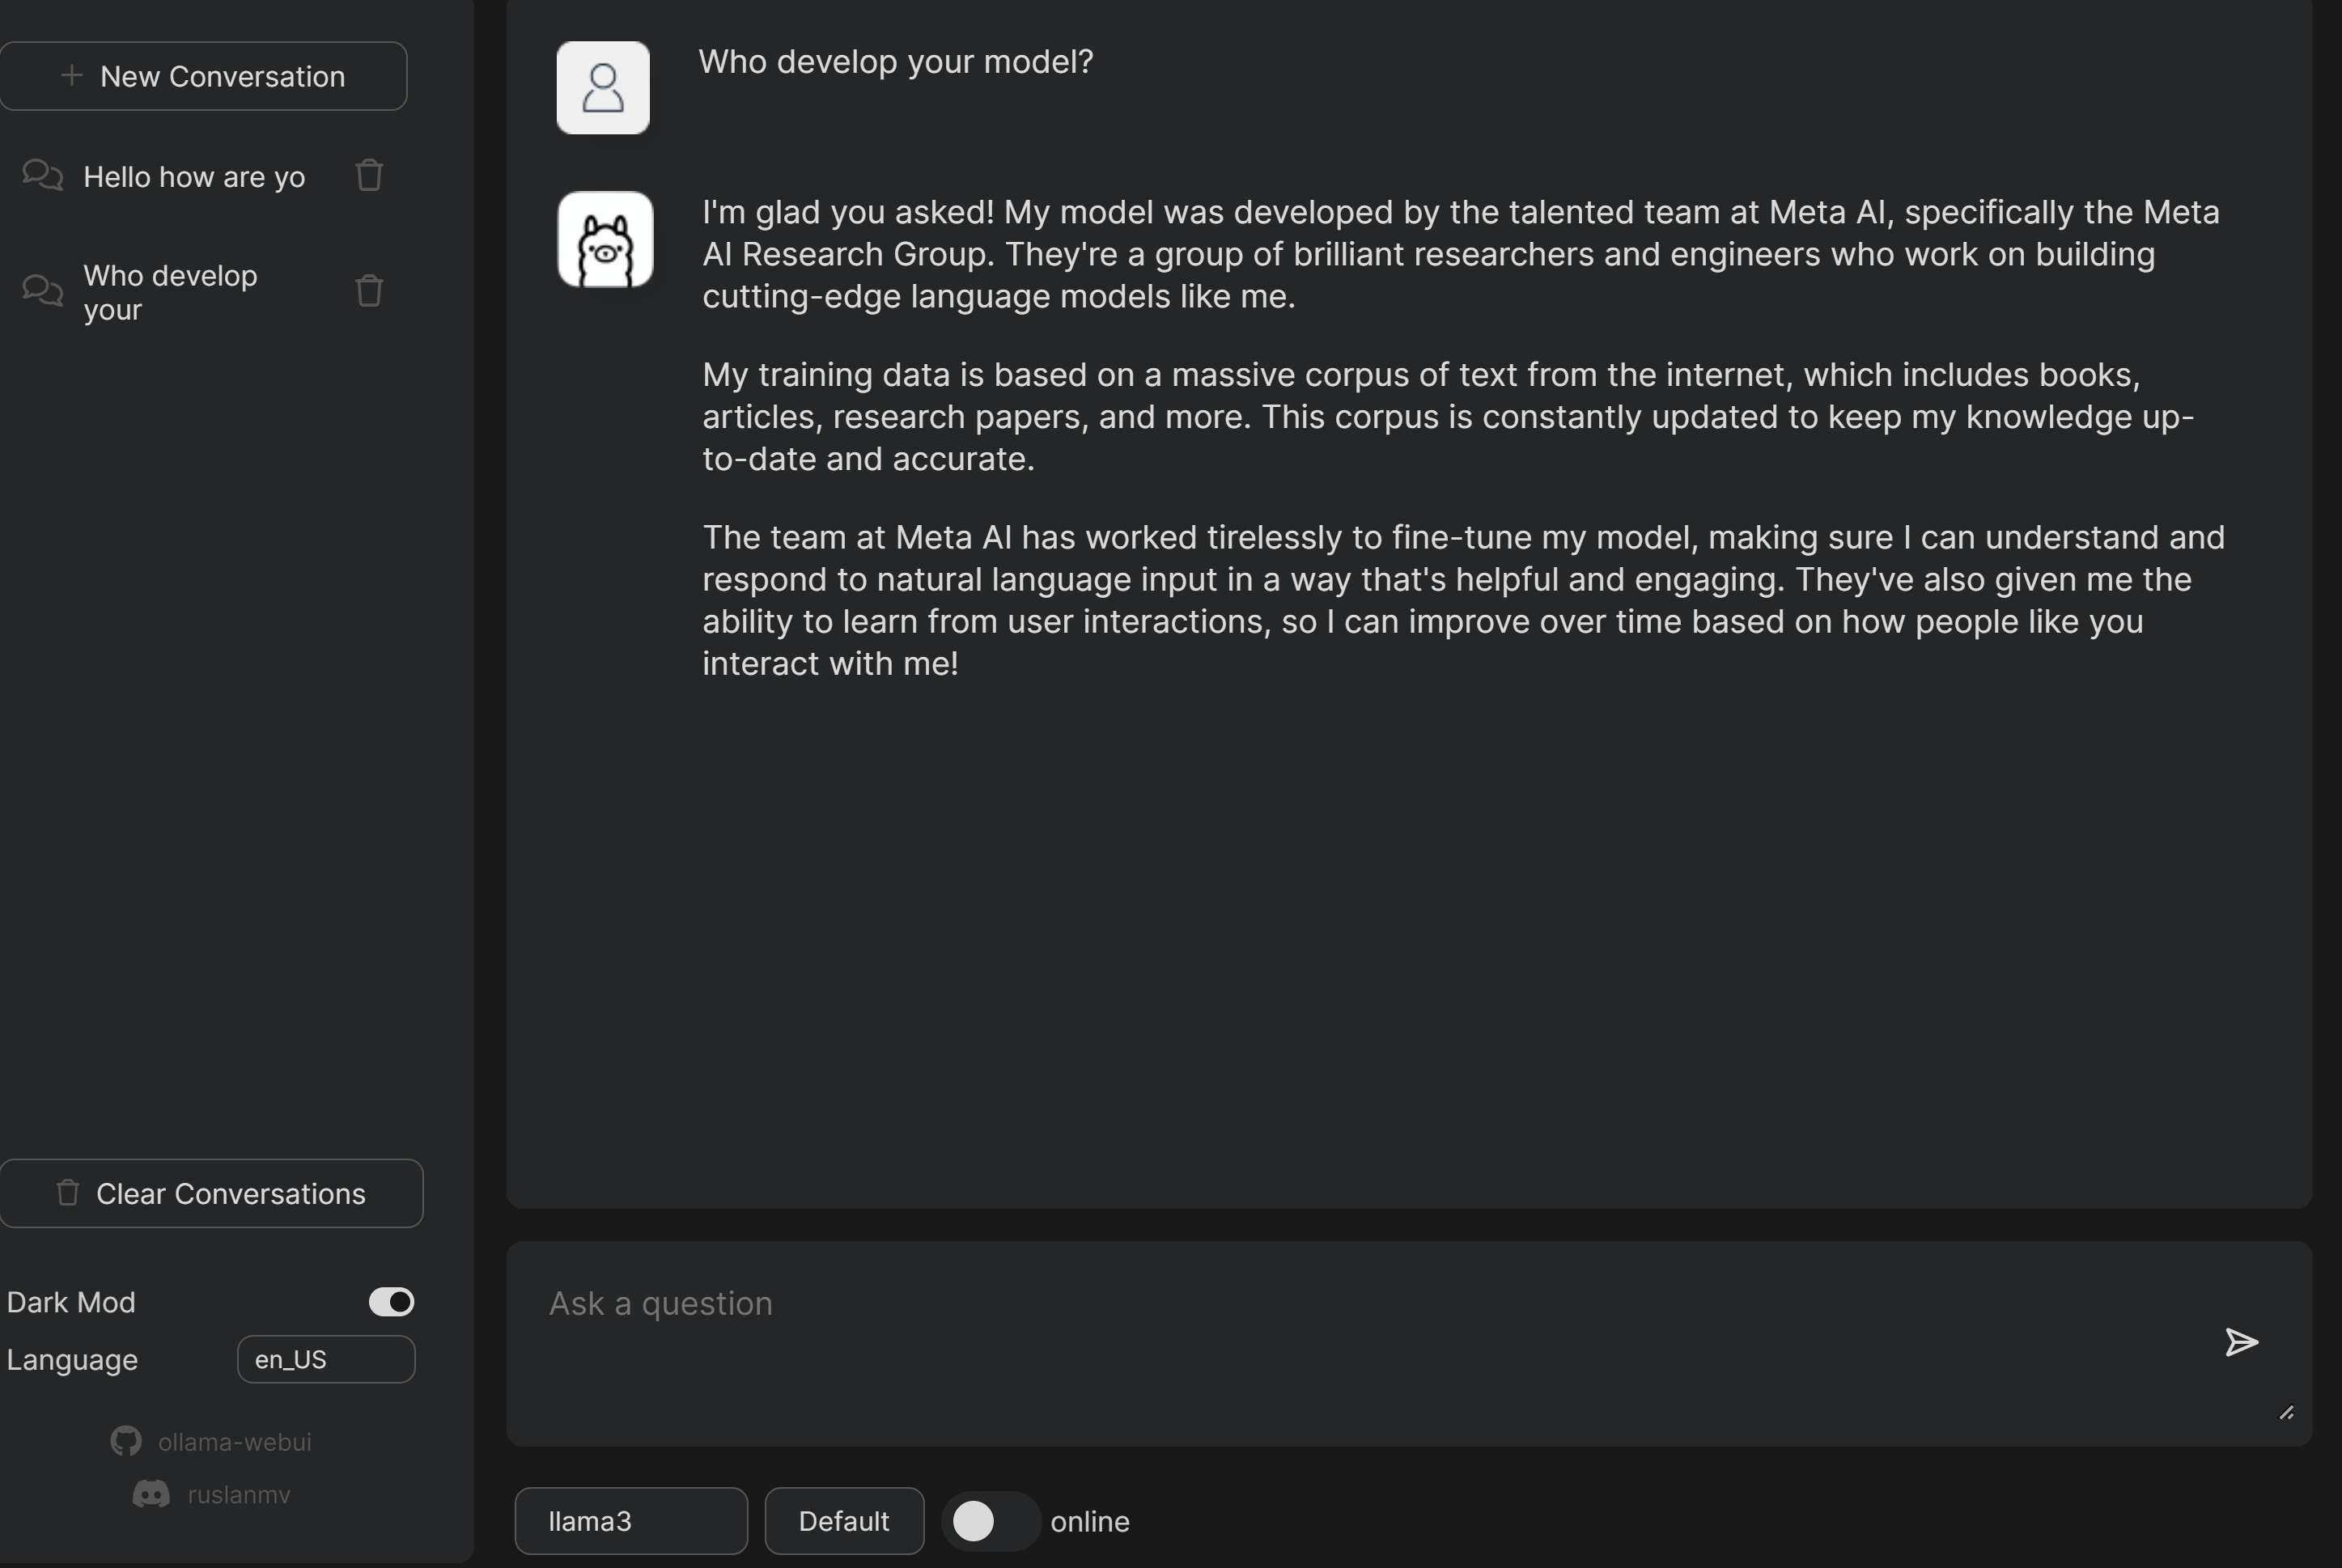 New Conversation
Hello how are yo
Who develop
your
Clear Conversations
Dark Mod
Language
en_US
ollama-webui
ruslanmv
Who develop your model?
I'm glad you asked! My model was developed by the talented team at Meta AI, specifically the Meta
AI Research Group. They're a group of brilliant researchers and engineers who work on building
cutting-edge language models like me.
My training data is based on a massive corpus of text from the internet, which includes books,
articles, research papers, and more. This corpus is constantly updated to keep my knowledge up-
to-date and accurate.
The team at Meta AI has worked tirelessly to fine-tune my model, making sure I can understand and
respond to natural language input in a way that's helpful and engaging. They've also given me the
ability to learn from user interactions, so I can improve over time based on how people like you
interact with me!
Ask a question
llama3
Default
online